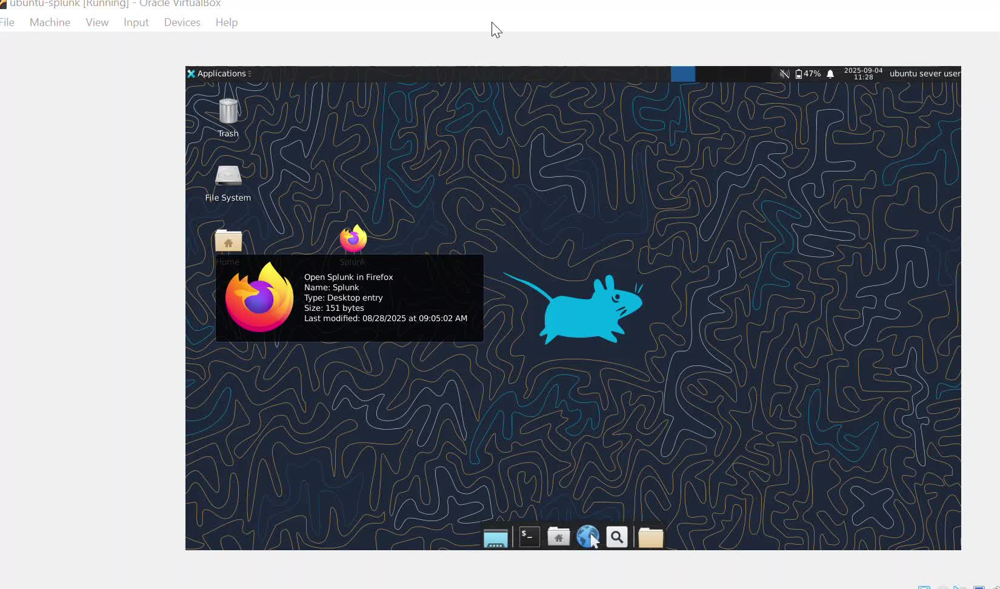 ubuntu-splunk [Running] - Oracle VirtualBox
File Machine View Input Devices Help
Applications
47%
2025-09-04
11:28
ubuntu sever user
Trash
File System
Home
Splunk
Open Splunk in Firefox
Name: Splunk
Type: Desktop entry
Size: 151 bytes
Last modified: 08/28/2025 at 09:05:02 AM
$_